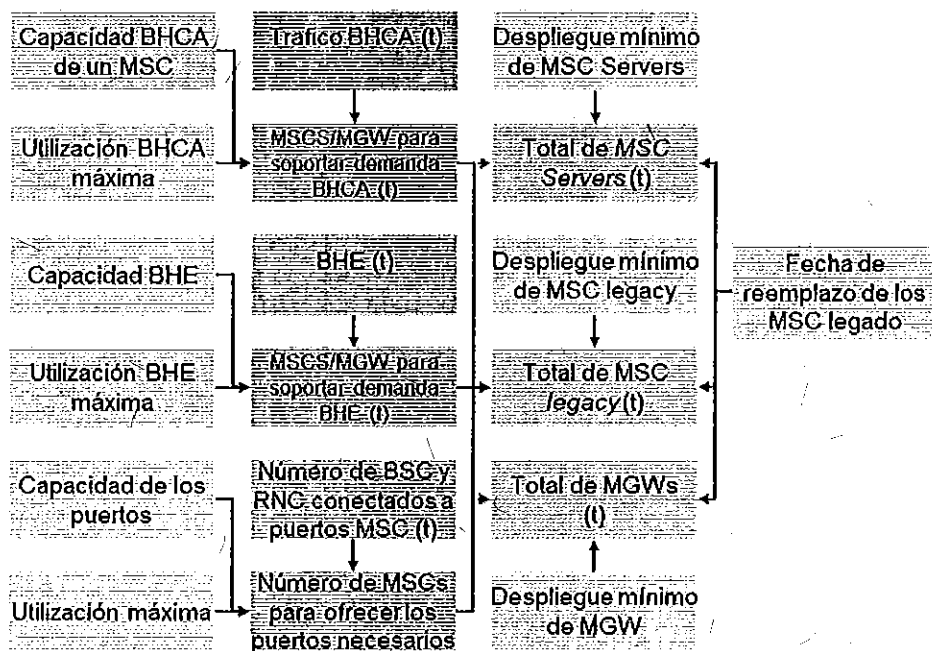 Capacidad BHCA
de un MSC
Trafico BHCA (t)
Despliegue mínimo
de MSC Servers
Utilización BHCA
máxima
MSCS/MGW para
soportar demanda
BHCA (t)
Total de MSC
Servers (t)
Capacidad BHE
BHE (t)
Despliegue mínimo
de MSC legacy
Fecha de
reemplazo de los
MSC legado
Utilización BHE
máxima
MSCS/MGW para
soportar demanda
BHE (t)
Total de MSC
legacy (t)
Capacidad de los
puertos
Número de BSC y
RNC conectados a
puertos MSC (t)
Total de MGWs
(t)
Utilización máxima
Número de MSCs
para ofrecer los
puertos necesarios
Despliegue mínimo
de MGW